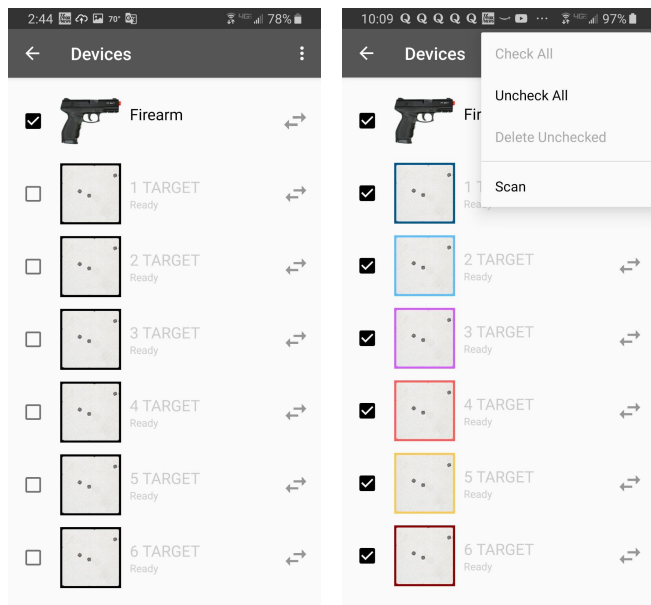 2:44 70° 4G 78%
Devices
Firearm
1 TARGET
Ready
2 TARGET
Ready
3 TARGET
Ready
4 TARGET
Ready
5 TARGET
Ready
6 TARGET
Ready
10:09 Q Q Q Q Q 97%
Devices
Check All
Uncheck All
Delete Unchecked
Scan
Fir
1 T
Rea
2 TARGET
Ready
3 TARGET
Ready
4 TARGET
Ready
5 TARGET
Ready
6 TARGET
Ready